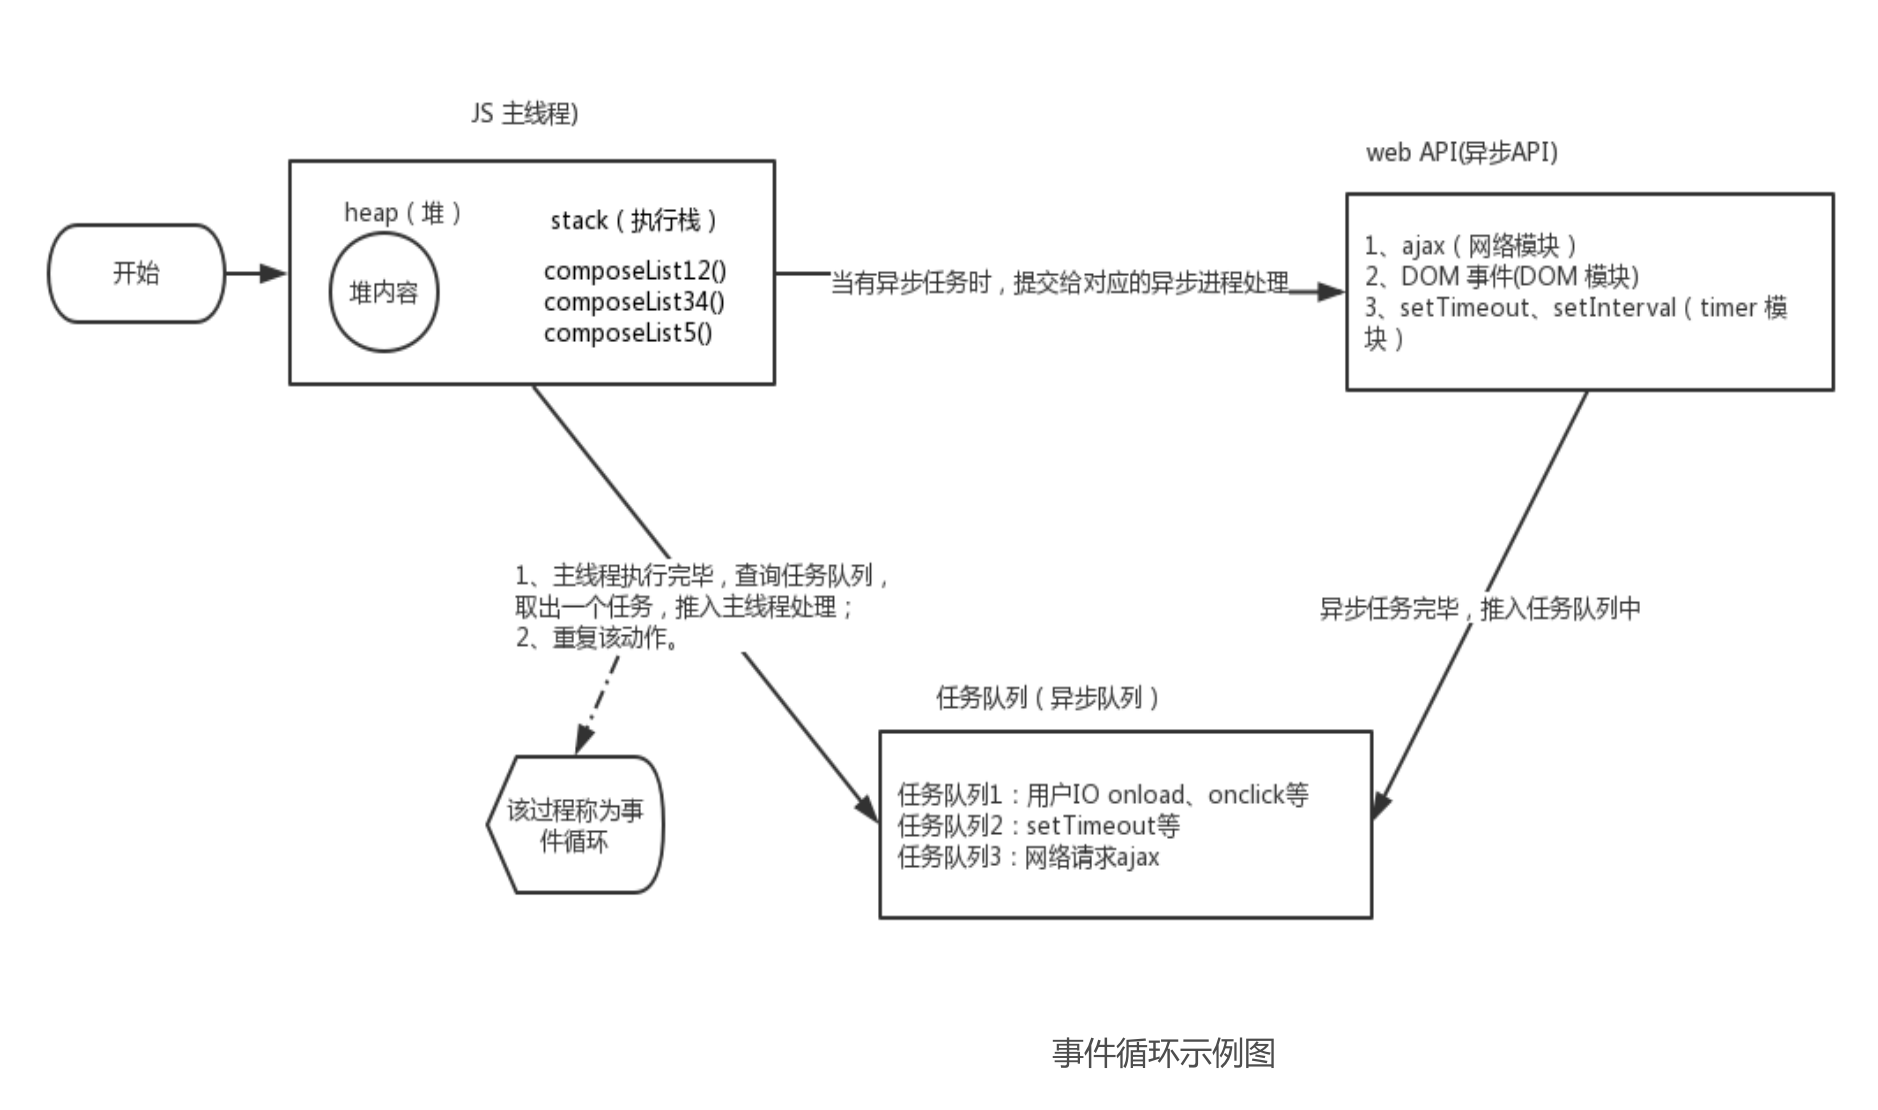 JS 主线程)
web API(异步API)
开始
heap（堆）
堆内容
stack（执行栈）
composeList12()
composeList34()
composeList5()
当有异步任务时，提交给对应的异步进程处理
1、ajax（网络模块）
2、DOM 事件(DOM 模块)
3、setTimeout、setInterval（timer 模
块）
1、主线程执行完毕，查询任务队列，
取出一个任务，推入主线程处理；
2、重复该动作。
异步任务完毕，推入任务队列中
任务队列（异步队列）
该过程称为事
件循环
任务队列1：用户IO onload、onclick等
任务队列2：setTimeout等
任务队列3：网络请求ajax
事件循环示例图